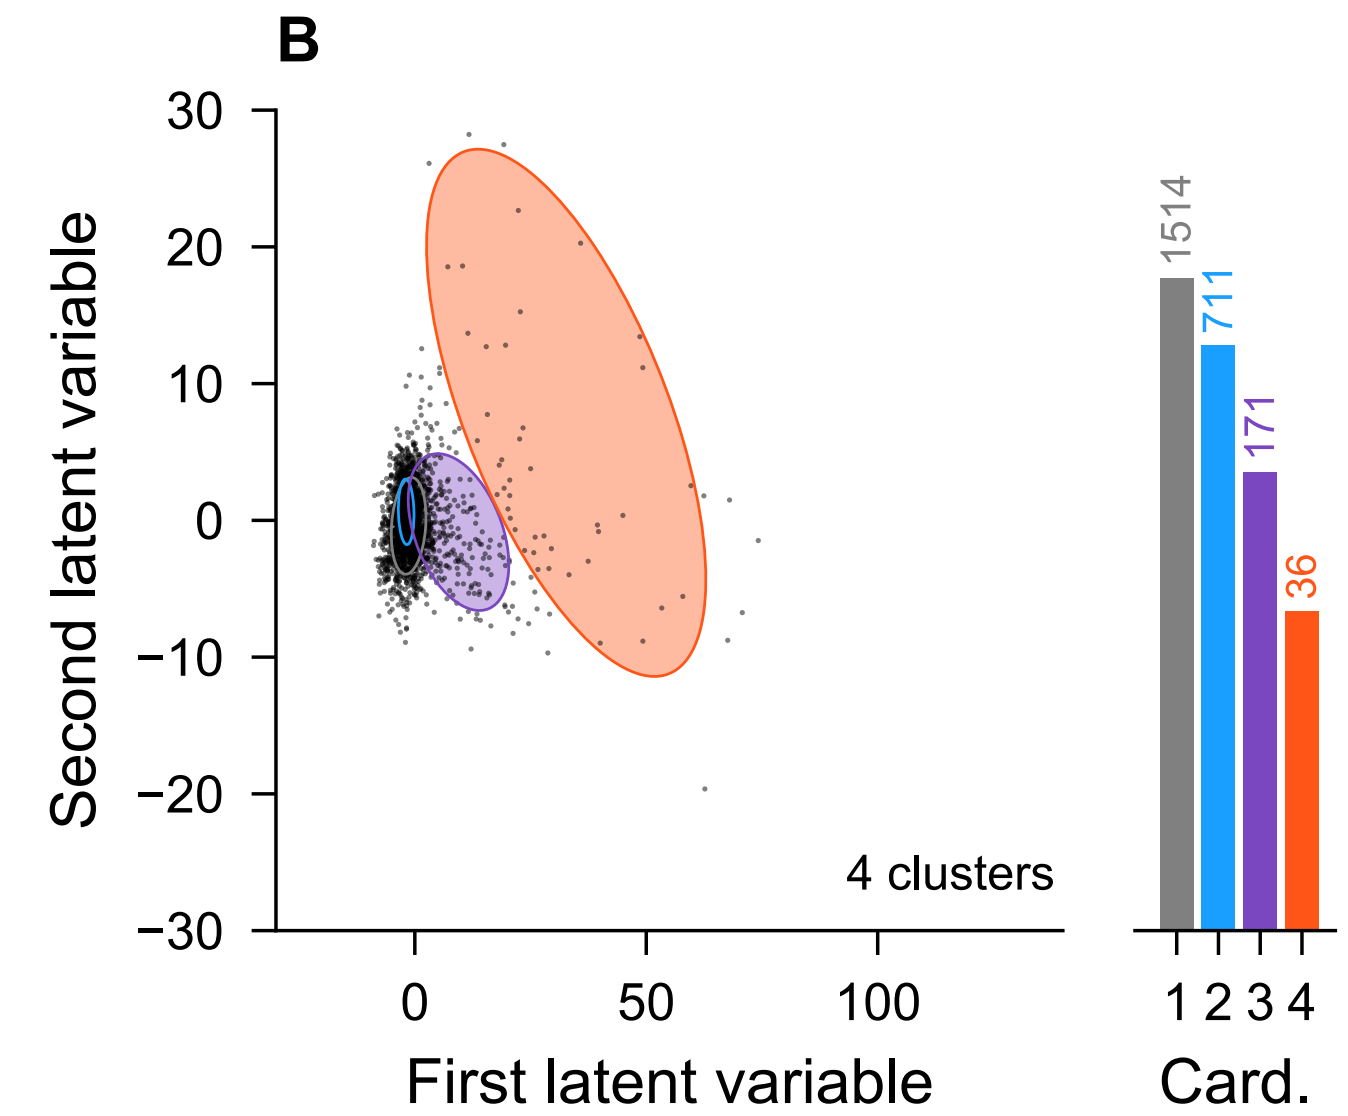 B
30
20
10
0
−10
−20
−30
Second latent variable
0 50 100
First latent variable
4 clusters
1514
711
171
36
1 2 3 4
Card.